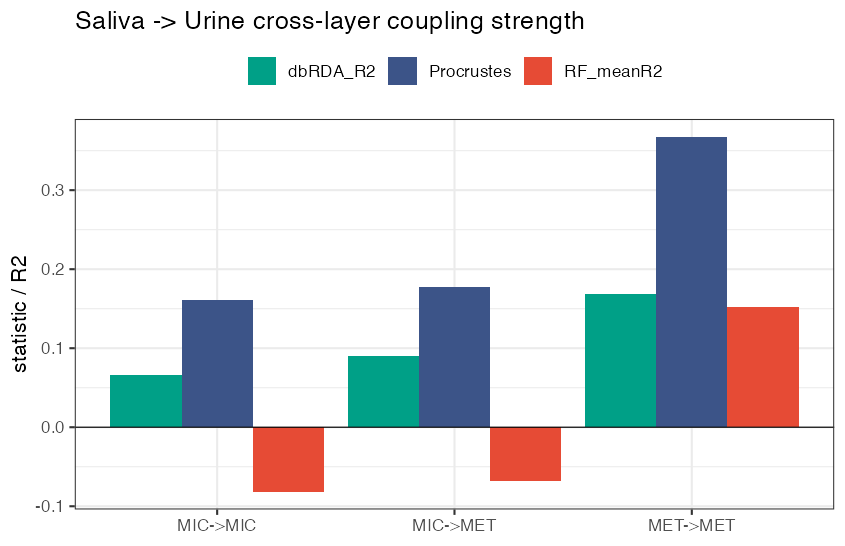 Saliva -> Urine cross-layer coupling strength
dbRDA_R2 Procrustes RF_meanR2
statistic / R2
0.3
0.2
0.1
0.0
-0.1
MIC->MIC MIC->MET MET->MET